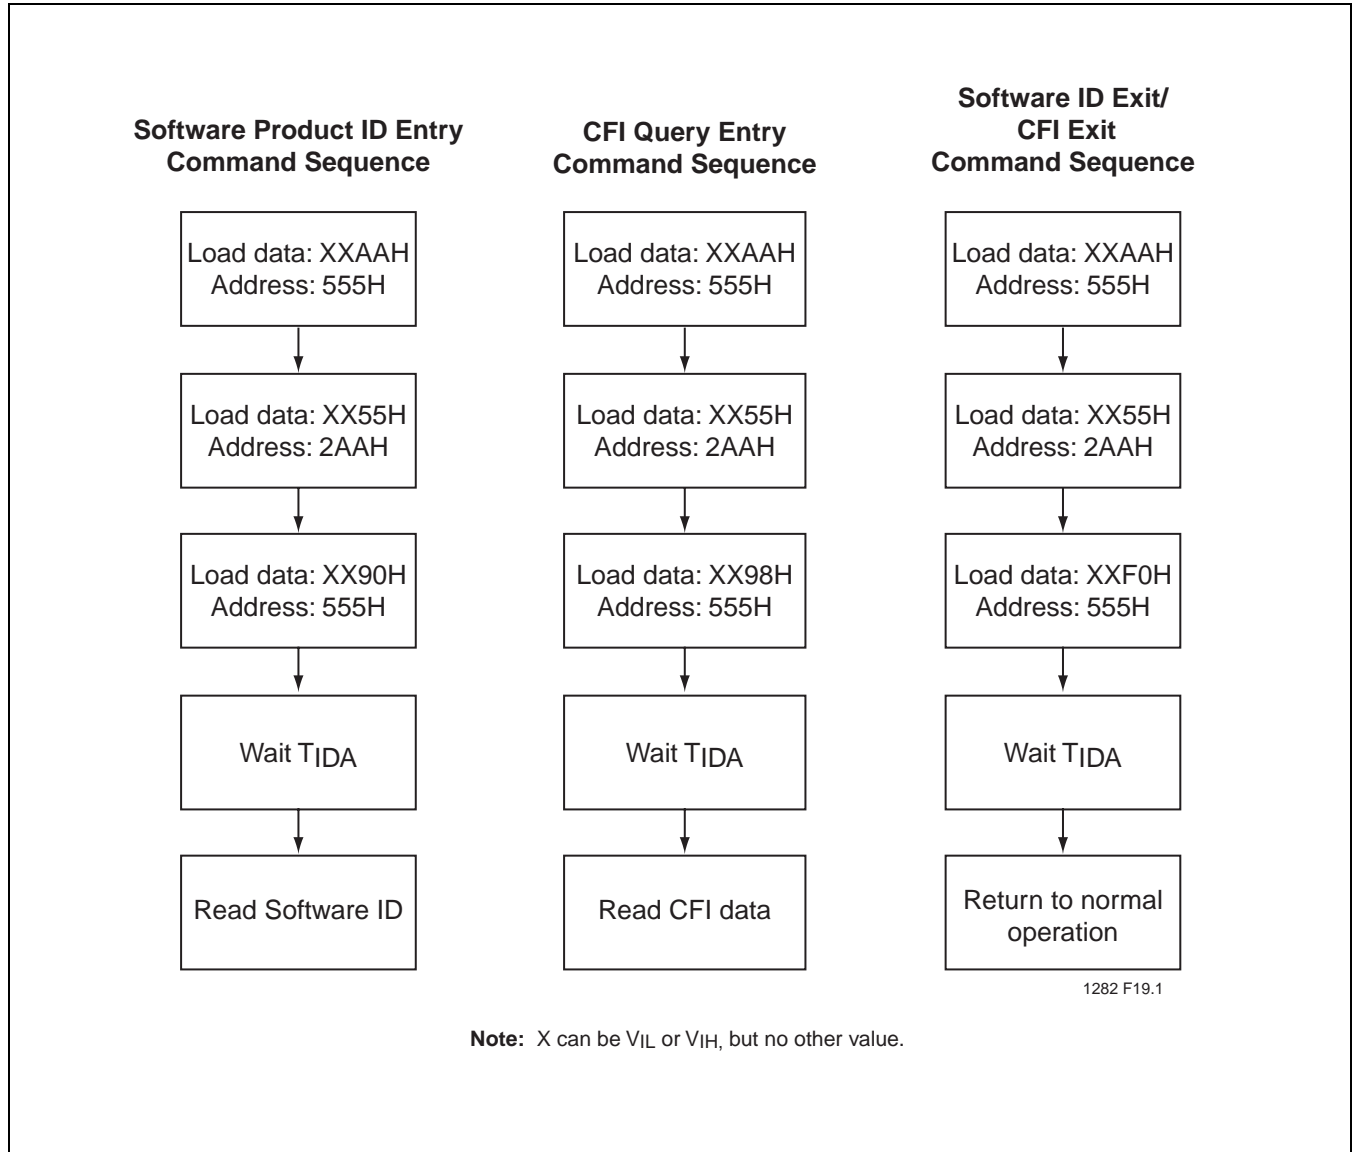 Software Product ID Entry
Command Sequence
Load data: XXAAH
Address: 555H
Load data: XX55H
Address: 2AAH
Load data: XX90H
Address: 555H
Wait TIDA
Read Software ID
CFI Query Entry
Command Sequence
Load data: XXAAH
Address: 555H
Load data: XX55H
Address: 2AAH
Load data: XX98H
Address: 555H
Wait TIDA
Read CFI data
Software ID Exit/
CFI Exit
Command Sequence
Load data: XXAAH
Address: 555H
Load data: XX55H
Address: 2AAH
Load data: XXF0H
Address: 555H
Wait TIDA
Return to normal
operation
1282 F19.1
Note: X can be VIL or VIH, but no other value.